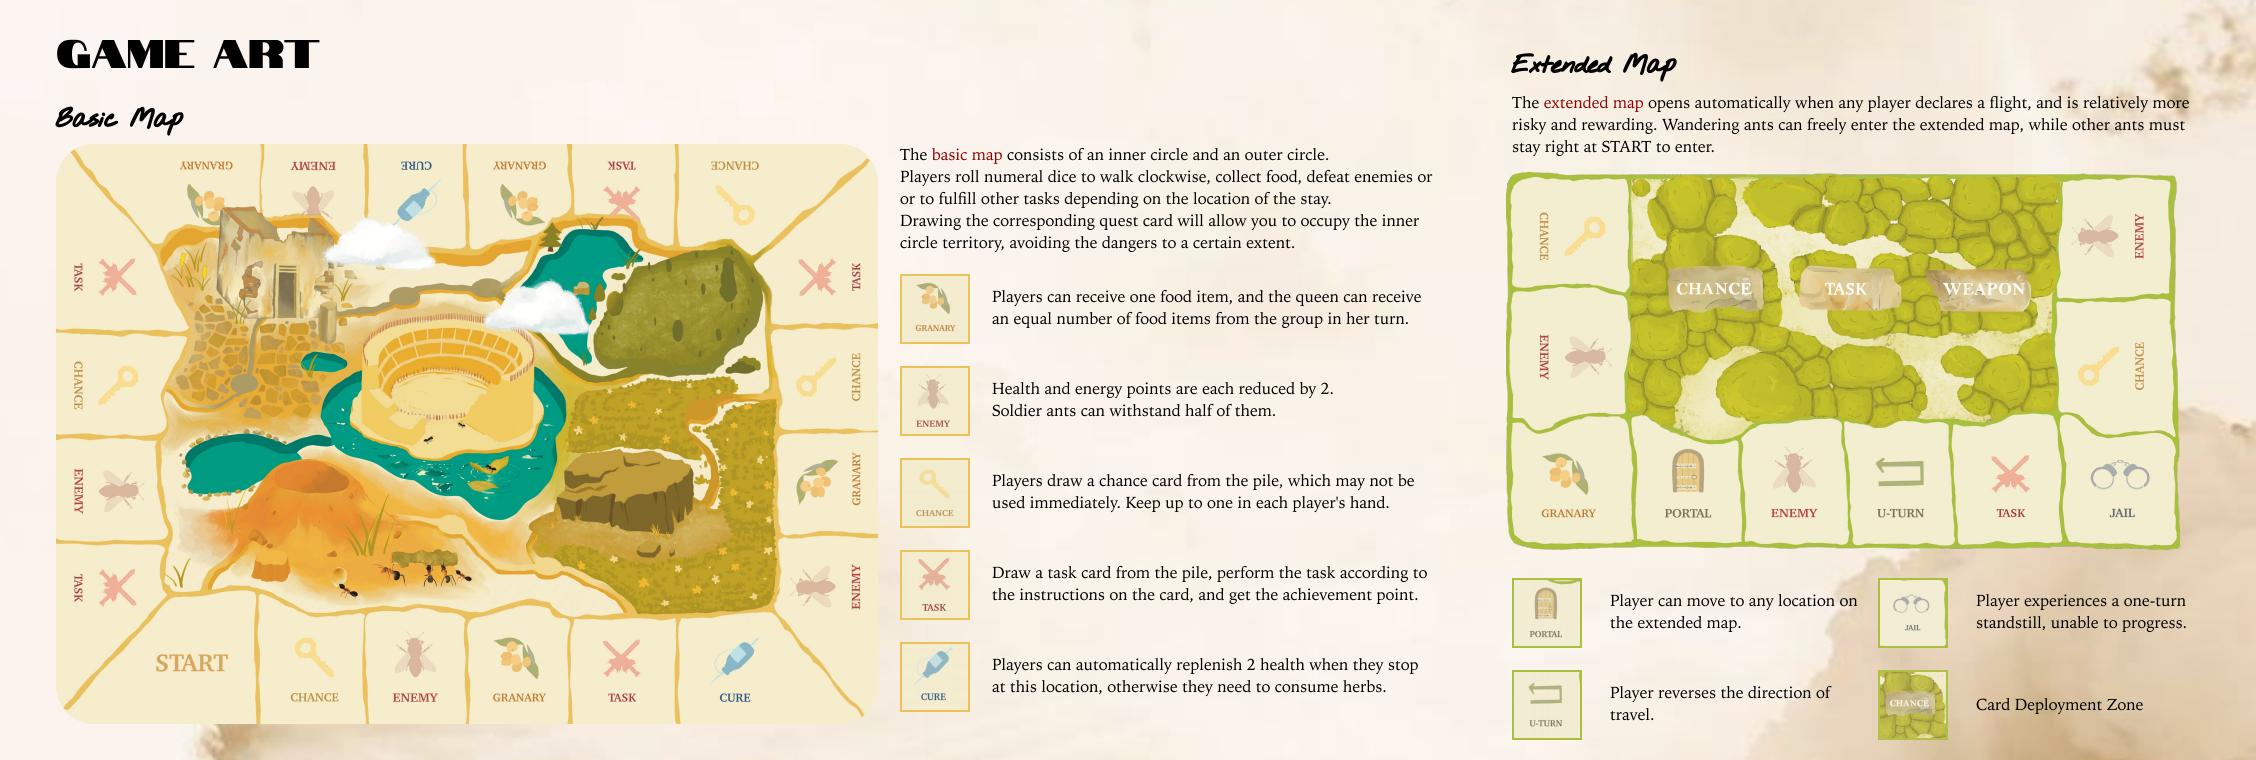 GAME ART
Basic Map
GRANARY
ENEMY
CURE
GRANARY
TASK
CHANCE
TASK
TASK
CHANCE
CHANCE
ENEMY
GRANARY
TASK
ENEMY
START
CHANCE
ENEMY
GRANARY
TASK
CURE
The basic map consists of an inner circle and an outer circle.
Players roll numeral dice to walk clockwise, collect food, defeat enemies or
or to fulfill other tasks depending on the location of the stay.
Drawing the corresponding quest card will allow you to occupy the inner
circle territory, avoiding the dangers to a certain extent.
GRANARY
Players can receive one food item, and the queen can receive
an equal number of food items from the group in her turn.
ENEMY
Health and energy points are each reduced by 2.
Soldier ants can withstand half of them.
CHANCE
Players draw a chance card from the pile, which may not be
used immediately. Keep up to one in each player's hand.
TASK
Draw a task card from the pile, perform the task according to
the instructions on the card, and get the achievement point.
CURE
Players can automatically replenish 2 health when they stop
at this location, otherwise they need to consume herbs.
Extended Map
The extended map opens automatically when any player declares a flight, and is relatively more
risky and rewarding. Wandering ants can freely enter the extended map, while other ants must
stay right at START to enter.
CHANCE
ENEMY
CHANCE
TASK
WEAPON
ENEMY
CHANCE
GRANARY
PORTAL
ENEMY
U-TURN
TASK
JAIL
PORTAL
Player can move to any location on
the extended map.
JAIL
Player experiences a one-turn
standstill, unable to progress.
U-TURN
Player reverses the direction of
travel.
CHANCE
Card Deployment Zone